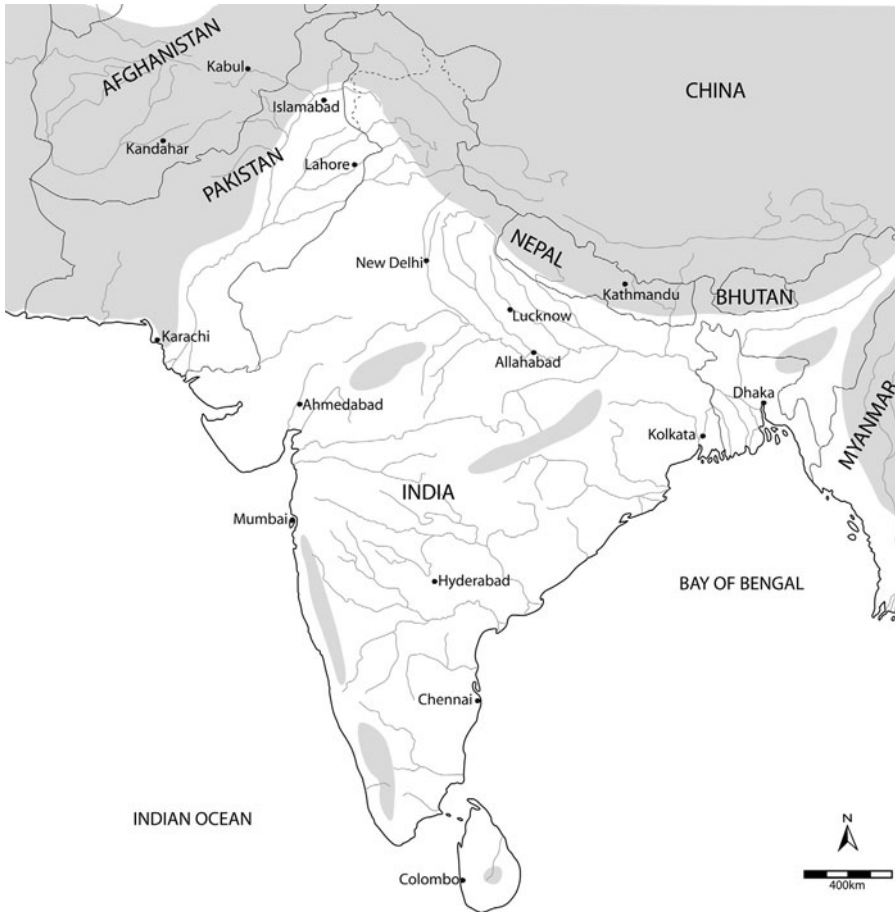 AFGHANISTAN
Kabul
CHINA
Islamabad
Kandahar
PAKISTAN
Lahore
NEPAL
New Delhi
Kathmandu
BHUTAN
Lucknow
Karachi
Allahabad
Dhaka
Ahmedabad
Kolkata
MYANMAR
INDIA
Mumbai
Hyderabad
BAY OF BENGAL
Chennai
INDIAN OCEAN
N
Colombo
400km